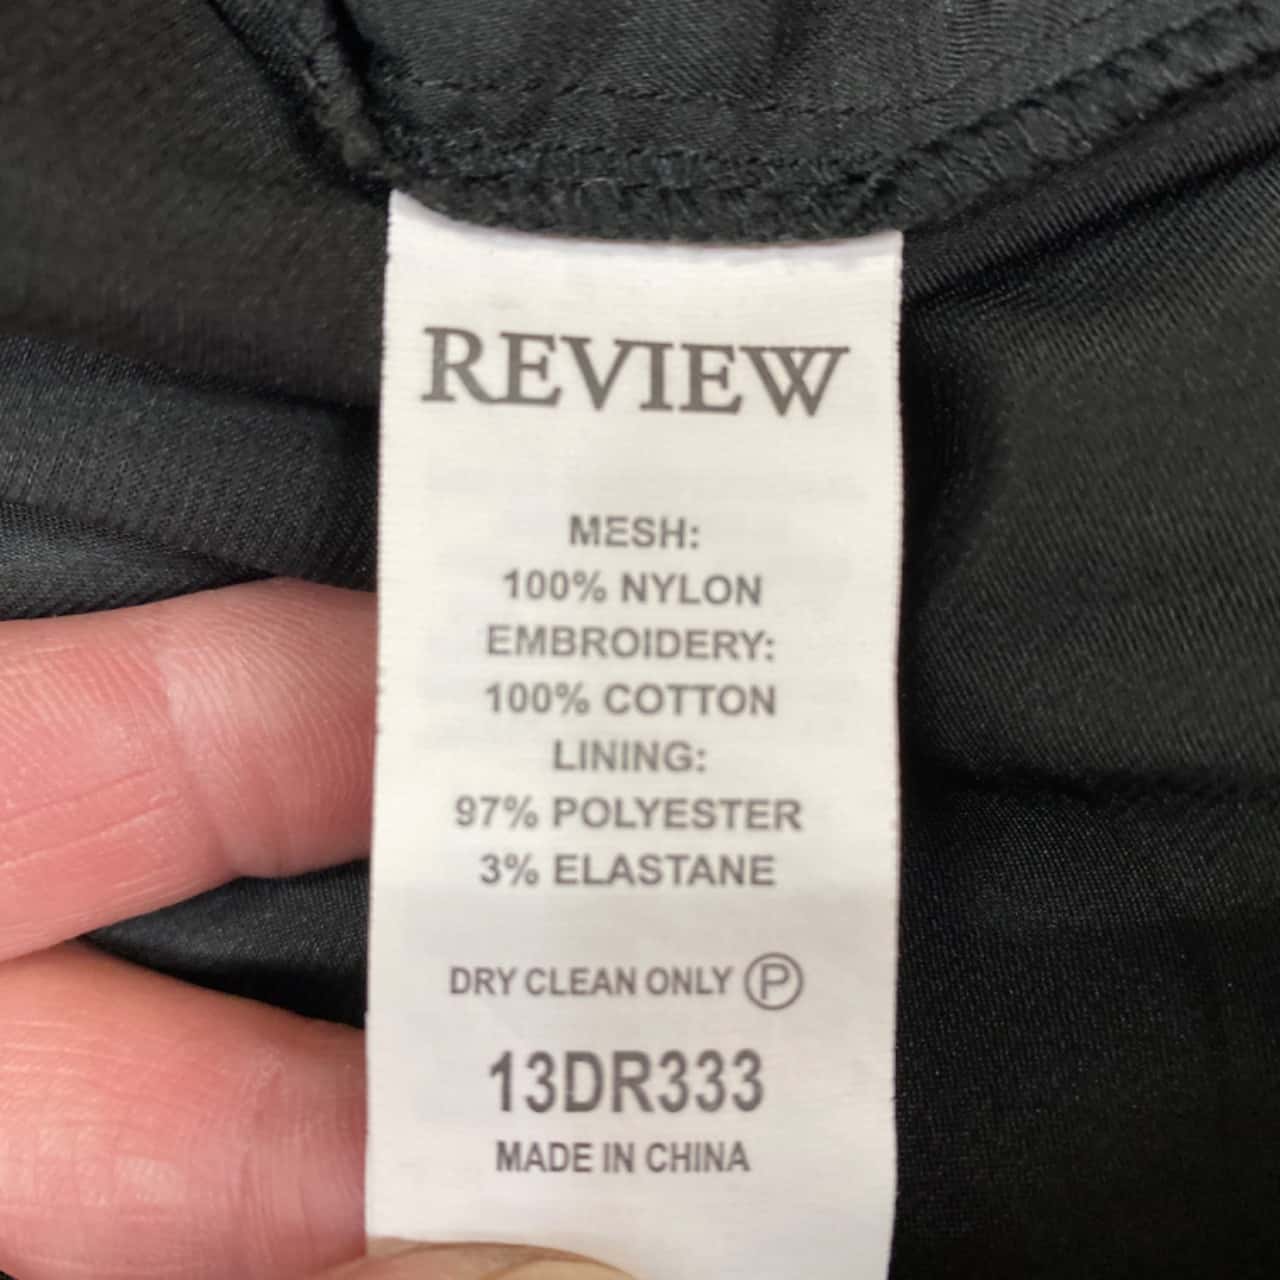 REVIEW
MESH:
100% NYLON
EMBROIDERY:
100% COTTON
LINING:
97% POLYESTER
3% ELASTANE
DRY CLEAN ONLY P
13DR333
MADE IN CHINA